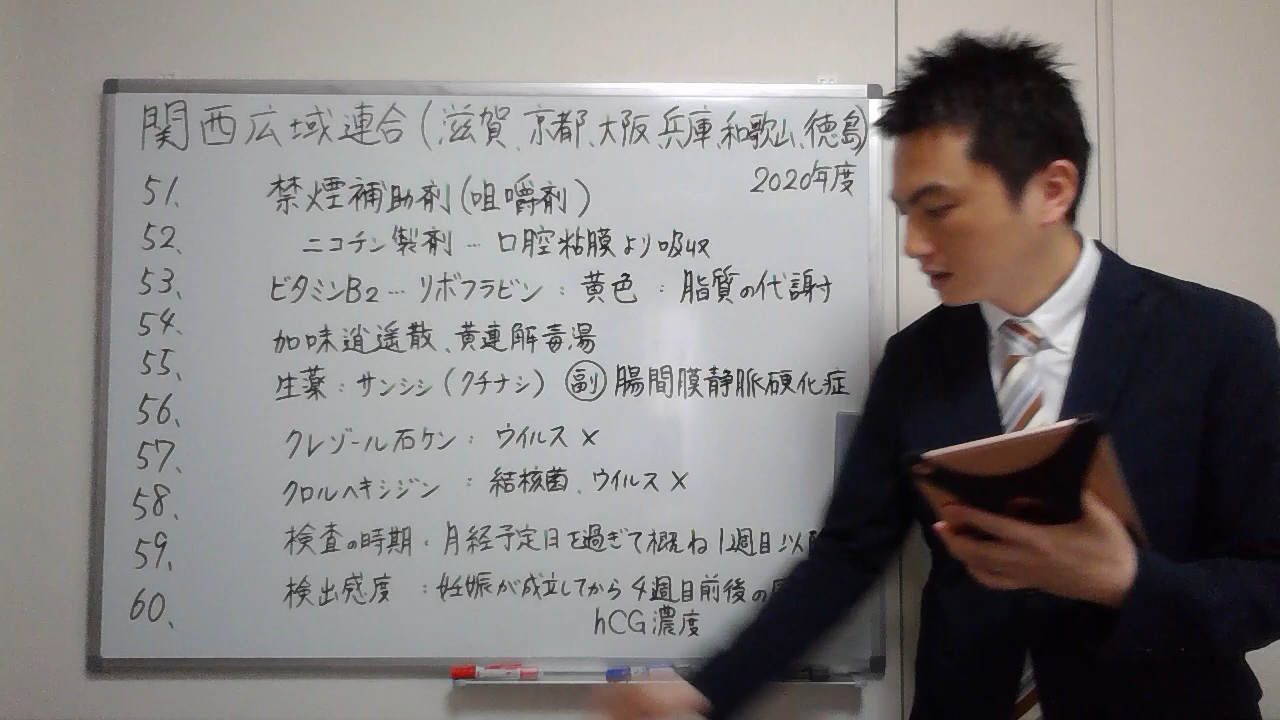 関西広域連合(滋賀、京都、大阪、兵庫、和歌山、徳島)
2020年度
51、 禁煙補助剤(咀嚼剤)
52、 ニコチン製剤…口腔粘膜より吸収
53、 ビタミンB2…リボフラビン:黄色:脂質の代謝
54、 加味逍遥散、黄連解毒湯
55、 生薬:サンシシ(クチナシ) 副 腸間膜静脈硬化症
56、
57、 クレゾール石ケン:ウイルス×
58、 クロルヘキシジン:結核菌、ウイルス×
59、 検査の時期・月経予定日を過ぎて概ね1週目以
60、 検出感度:妊娠が成立してから4週目前後の
hCG濃度